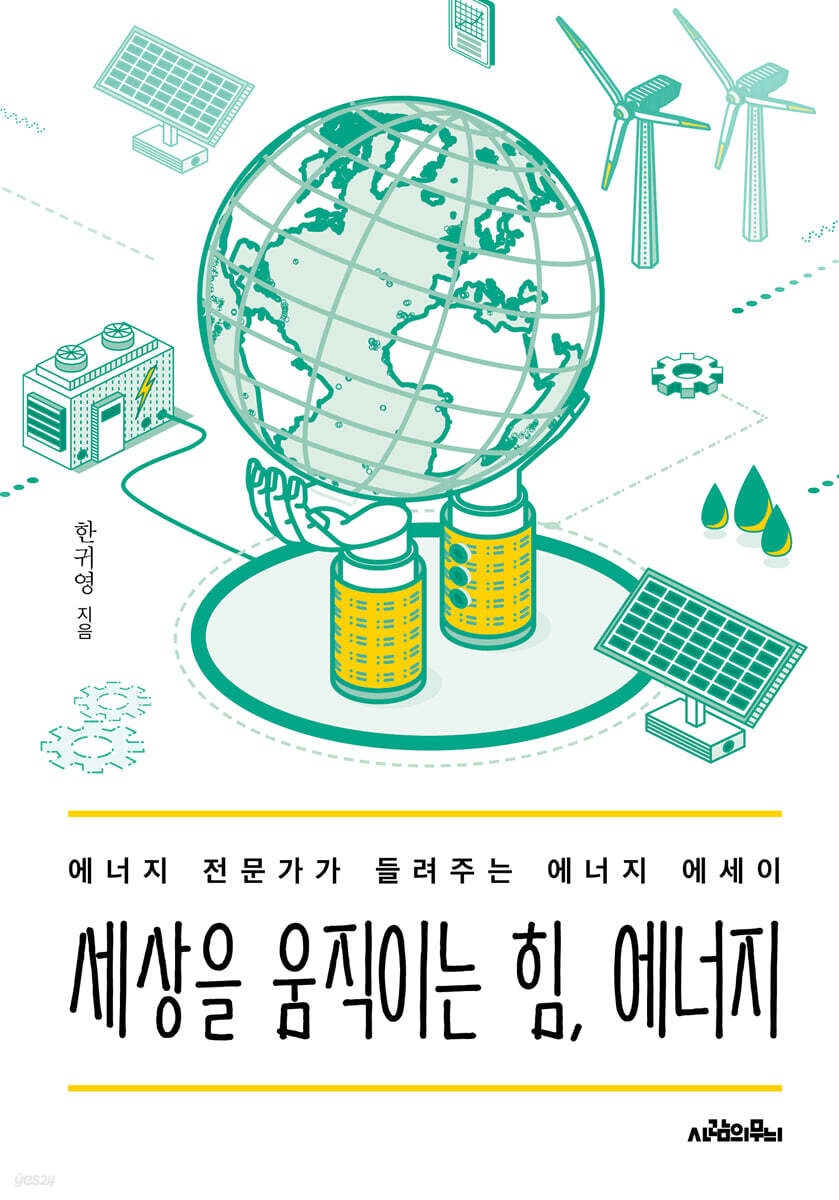 한귀영 지음
에너지 전문가가 들려주는 에너지 에세이
세상을 움직이는 힘, 에너지
사람의무늬
yes24